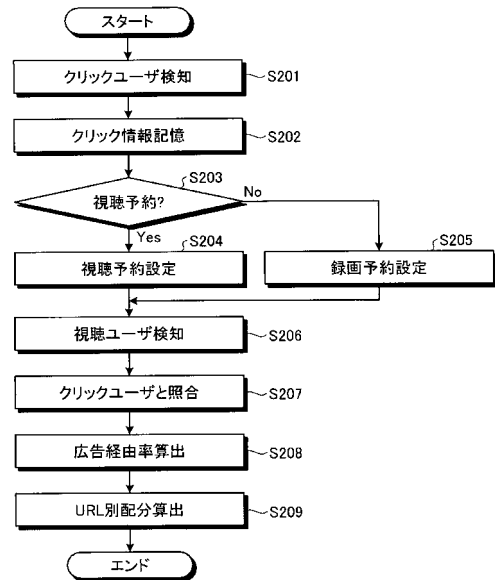 スタート
クリックユーザ検知
S201
クリック情報記憶
S202
S203
視聴予約?
No
Yes
S204
視聴予約設定
S205
録画予約設定
視聴ユーザ検知
S206
クリックユーザと照合
S207
広告経由率算出
S208
URL別配分算出
S209
エンド